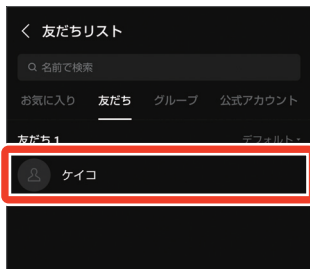 友だちリスト
名前で検索
お気に入り 友だち グループ 公式アカウント
友だち 1 デフォルト
ケイコ